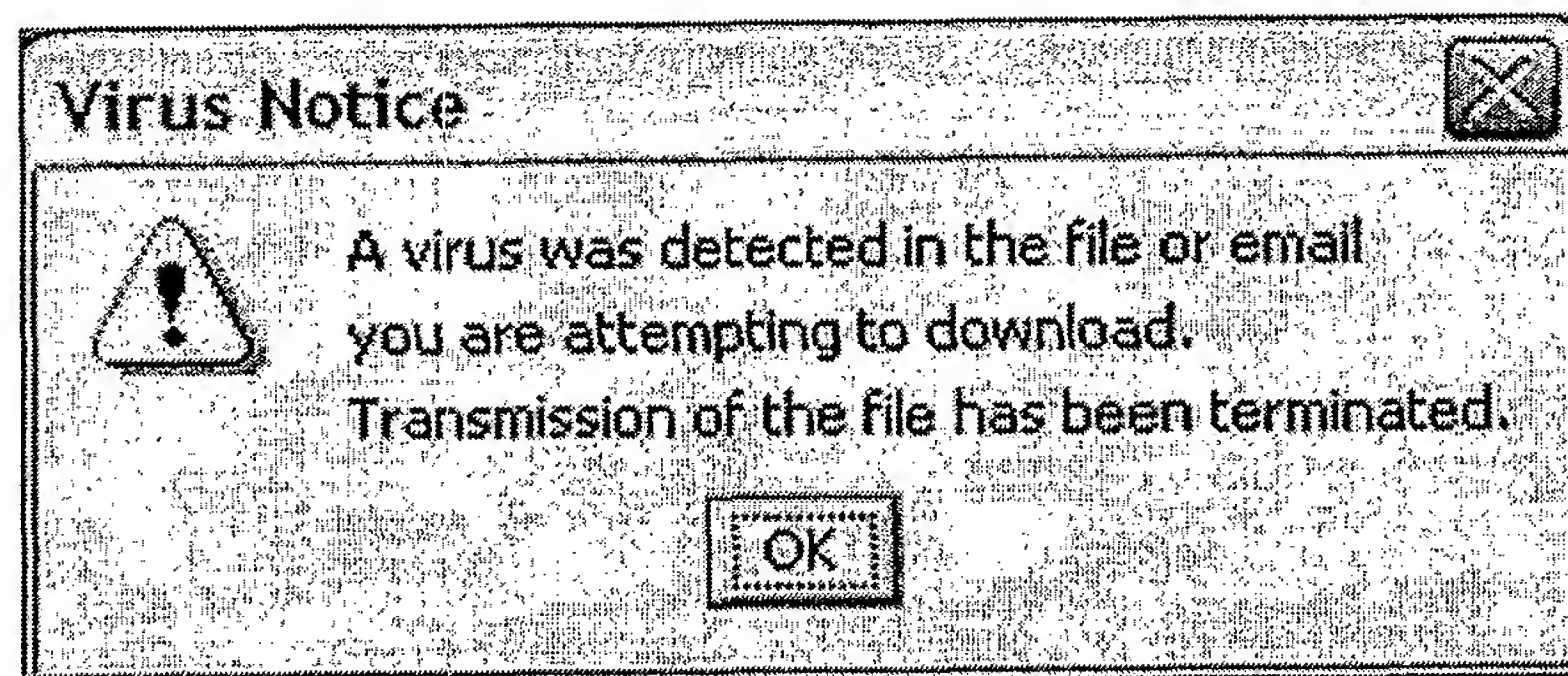 Virus Notice
A virus was detected in the file or email
you are attempting to download.
Transmission of the file has been terminated.
OK